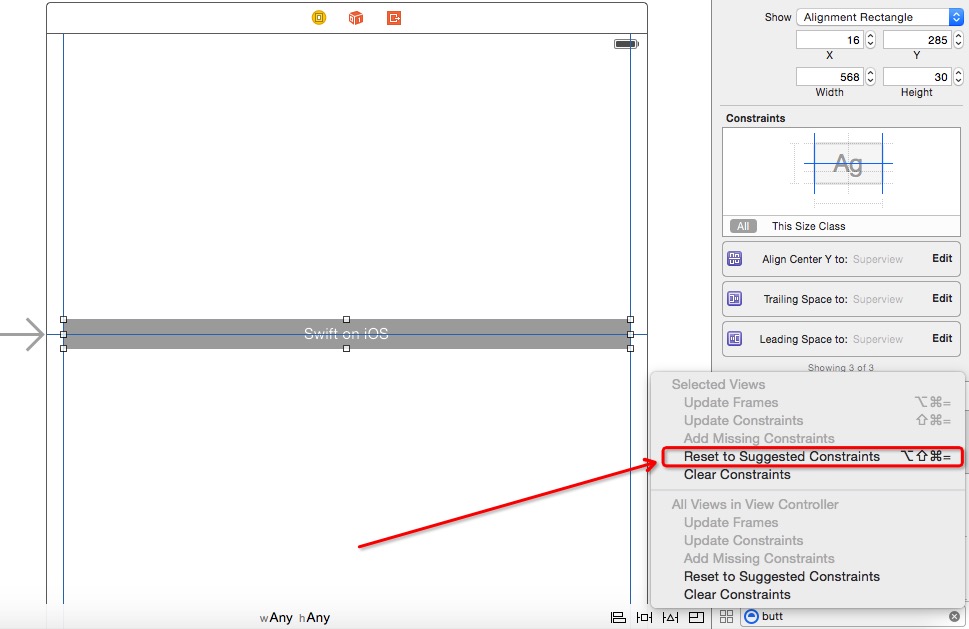 Show Alignment Rectangle
16 285
X Y
568 30
Width Height
Constraints
Ag
All This Size Class
Align Center Y to: Superview Edit
Trailing Space to: Superview Edit
Leading Space to: Superview Edit
Showing 3 of 3
Swift on iOS
Selected Views
Update Frames ⌥⌘=
Update Constraints ⇧⌘=
Add Missing Constraints
Reset to Suggested Constraints ⌥⇧⌘=
Clear Constraints
All Views in View Controller
Update Frames
Update Constraints
Add Missing Constraints
Reset to Suggested Constraints
Clear Constraints
wAny hAny
butt